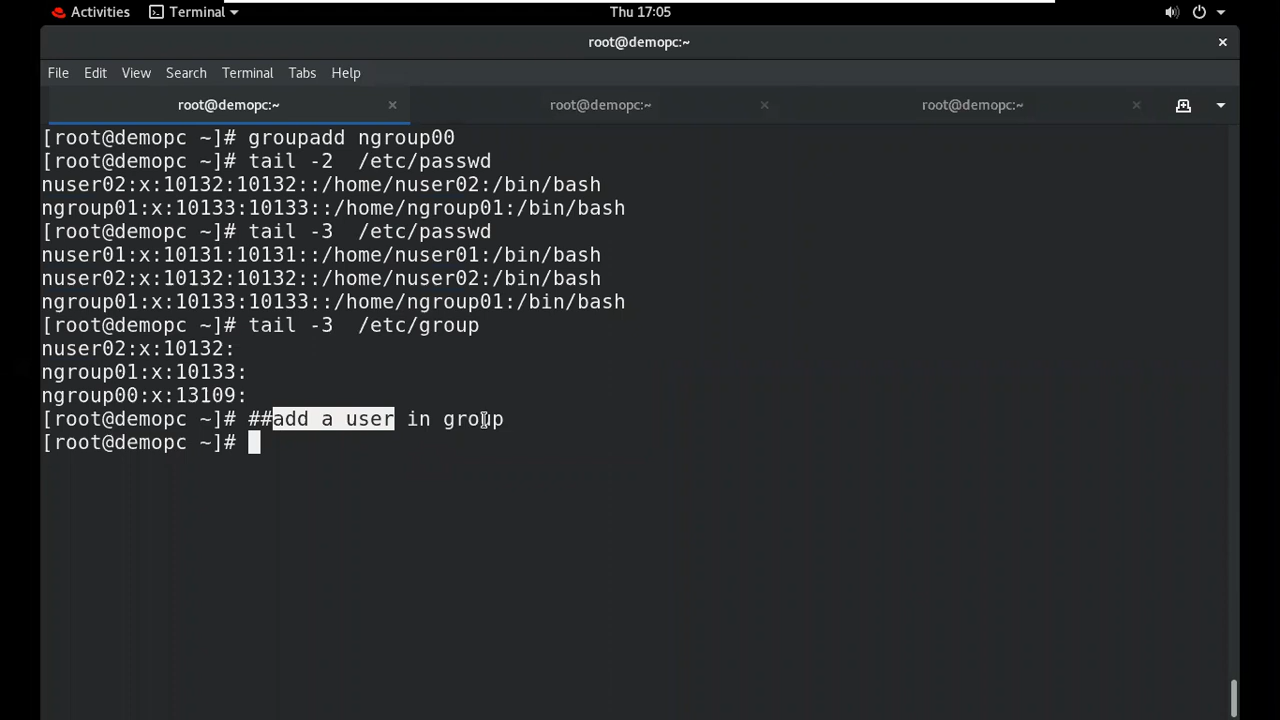 Activities Terminal Thu 17:05
root@demopc:~
File Edit View Search Terminal Tabs Help
root@demopc:~ root@demopc:~ root@demopc:~
[root@demopc ~]# groupadd ngroup00
[root@demopc ~]# tail -2  /etc/passwd
nuser02:x:10132:10132::/home/nuser02:/bin/bash
ngroup01:x:10133:10133::/home/ngroup01:/bin/bash
[root@demopc ~]# tail -3  /etc/passwd
nuser01:x:10131:10131::/home/nuser01:/bin/bash
nuser02:x:10132:10132::/home/nuser02:/bin/bash
ngroup01:x:10133:10133::/home/ngroup01:/bin/bash
[root@demopc ~]# tail -3  /etc/group
nuser02:x:10132:
ngroup01:x:10133:
ngroup00:x:13109:
[root@demopc ~]# ##add a user in group
[root@demopc ~]#